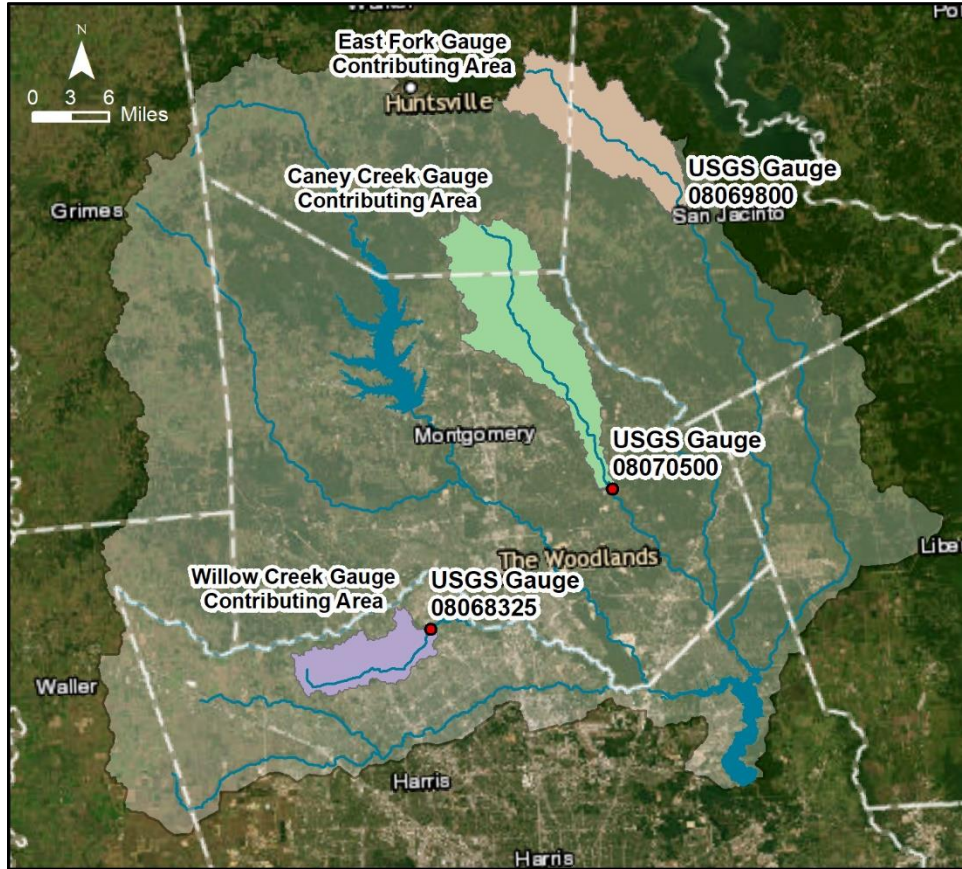 Po
N
0 3 6
Miles
East Fork Gauge
Contributing Area
Huntsville
Caney Creek Gauge
Contributing Area
USGS Gauge
08069800
San Jacinto
Grimes
Montgomery
USGS Gauge
08070500
The Woodlands
Liber
Willow Creek Gauge
Contributing Area
USGS Gauge
08068325
Waller
Harris
Harris